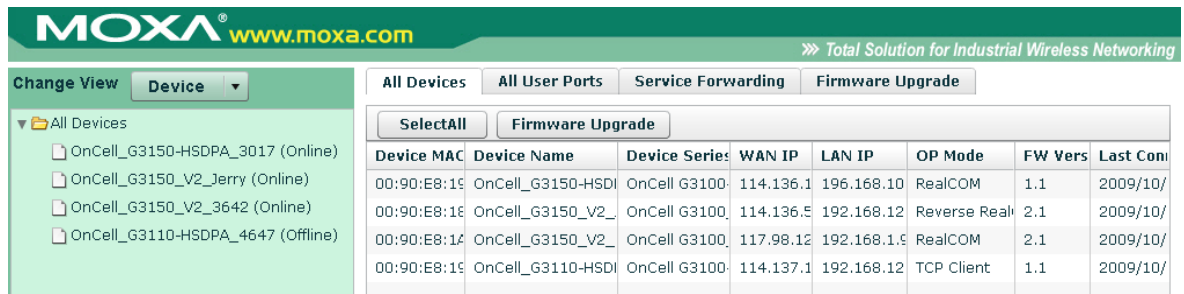 MOXA® www.moxa.com
Total Solution for Industrial Wireless Networking
Change View Device
All Devices
OnCell_G3150-HSDPA_3017 (Online)
OnCell_G3150_V2_Jerry (Online)
OnCell_G3150_V2_3642 (Online)
OnCell_G3110-HSDPA_4647 (Offline)
All Devices All User Ports Service Forwarding Firmware Upgrade
SelectAll Firmware Upgrade
Device MAC Device Name Device Series WAN IP LAN IP OP Mode FW Vers Last Conn
00:90:E8:19 OnCell_G3150-HSDI OnCell G3100- 114.136.1 196.168.10 RealCOM 1.1 2009/10/
00:90:E8:18 OnCell_G3150_V2_ OnCell G3100_ 114.136.5 192.168.12 Reverse Real 2.1 2009/10/
00:90:E8:1A OnCell_G3150_V2_ OnCell G3100_ 117.98.12 192.168.1.9 RealCOM 2.1 2009/10/
00:90:E8:19 OnCell_G3110-HSDI OnCell G3100- 114.137.1 192.168.12 TCP Client 1.1 2009/10/